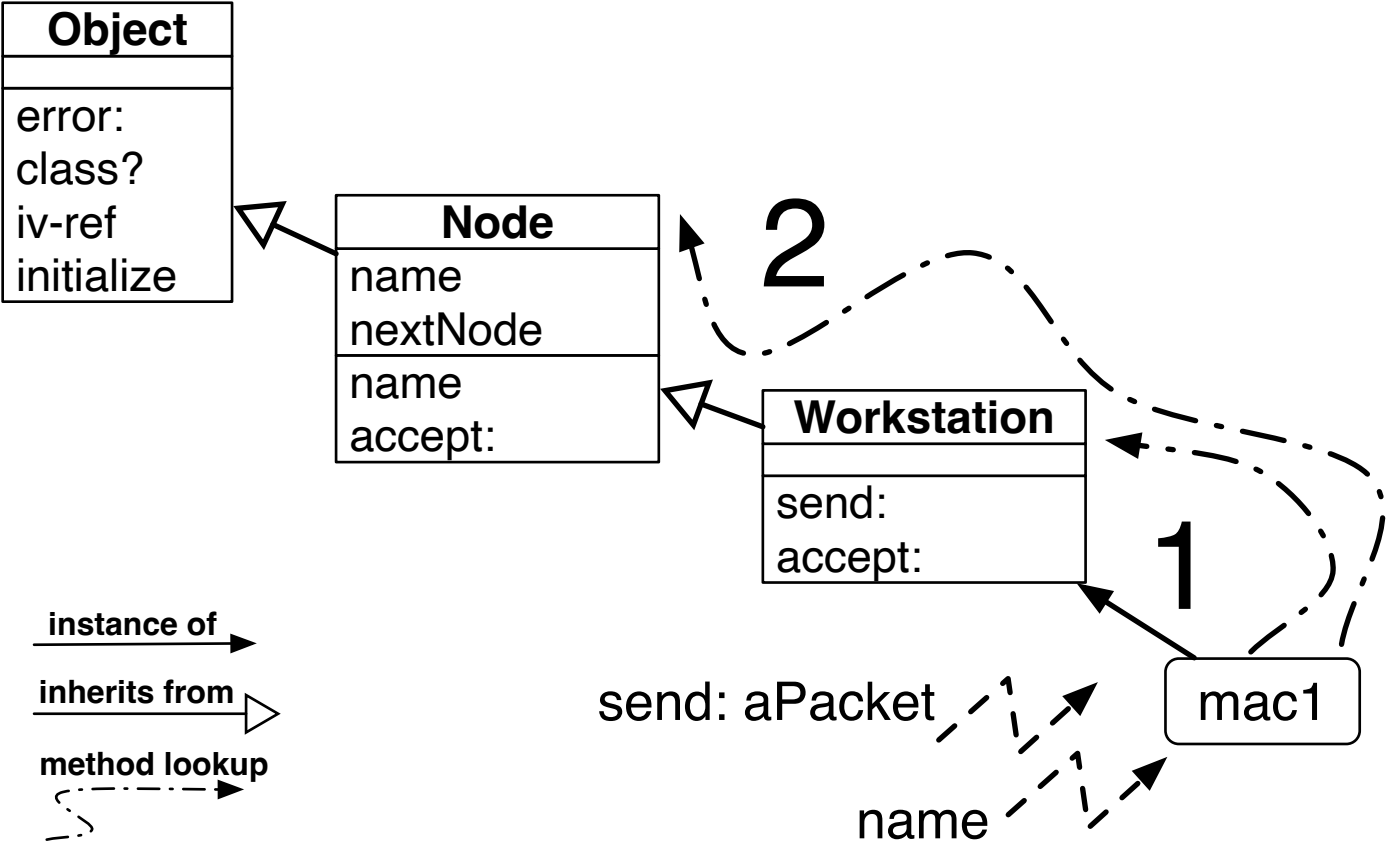 Object
error:
class?
iv-ref
initialize
Node
name
nextNode
name
accept:
2
Workstation
send:
accept:
1
instance of
inherits from
method lookup
send: aPacket
mac1
name